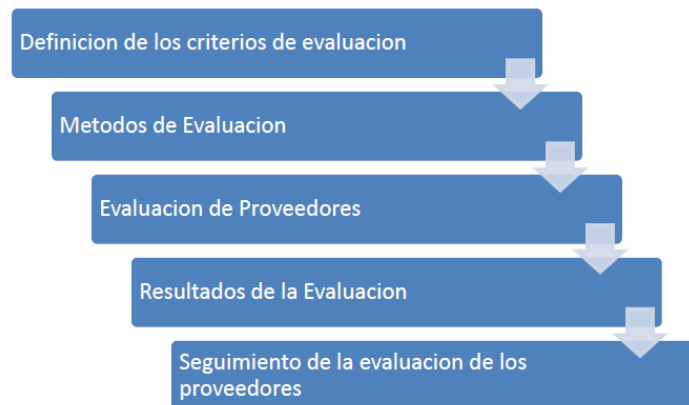 Definicion de los criterios de evaluacion
Metodos de Evaluacion
Evaluacion de Proveedores
Resultados de la Evaluacion
Seguimiento de la evaluacion de los
proveedores